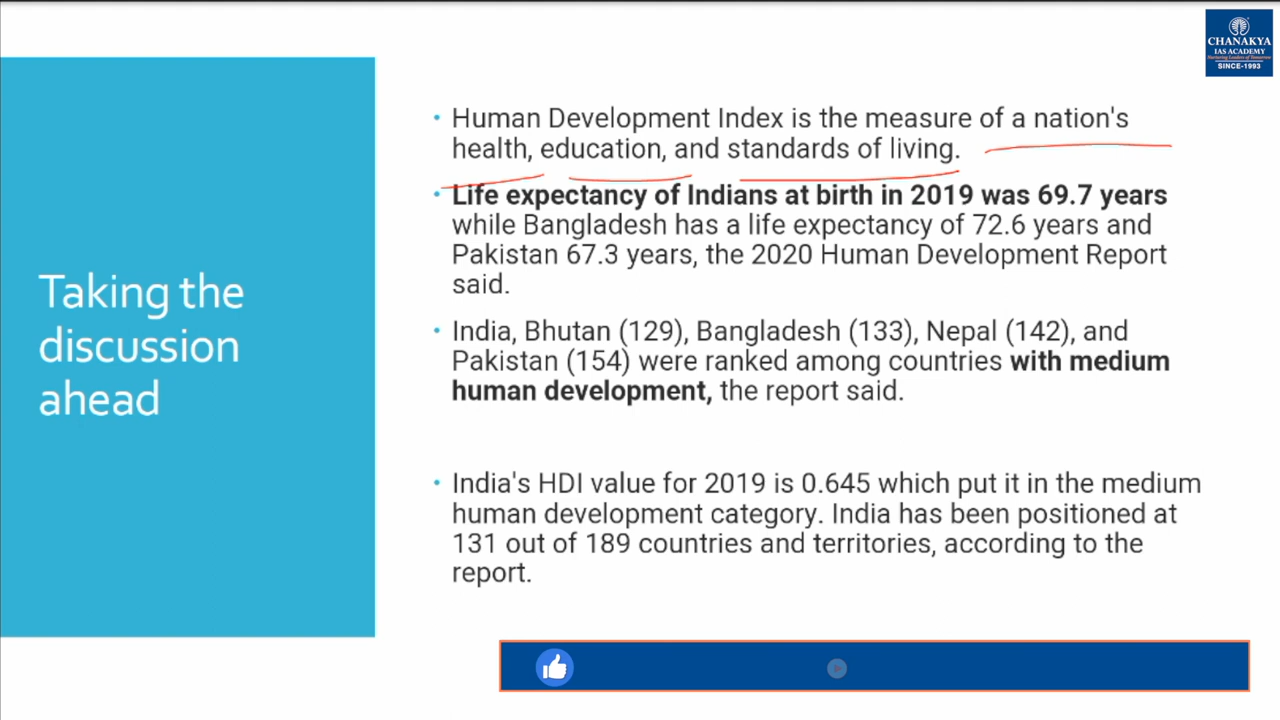 CHANAKYA
IAS ACADEMY
Nurturing Leaders of Tomorrow
SINCE-1993
Taking the
discussion
ahead
• Human Development Index is the measure of a nation's
health, education, and standards of living.
• Life expectancy of Indians at birth in 2019 was 69.7 years
while Bangladesh has a life expectancy of 72.6 years and
Pakistan 67.3 years, the 2020 Human Development Report
said.
• India, Bhutan (129), Bangladesh (133), Nepal (142), and
Pakistan (154) were ranked among countries with medium
human development, the report said.
• India's HDI value for 2019 is 0.645 which put it in the medium
human development category. India has been positioned at
131 out of 189 countries and territories, according to the
report.